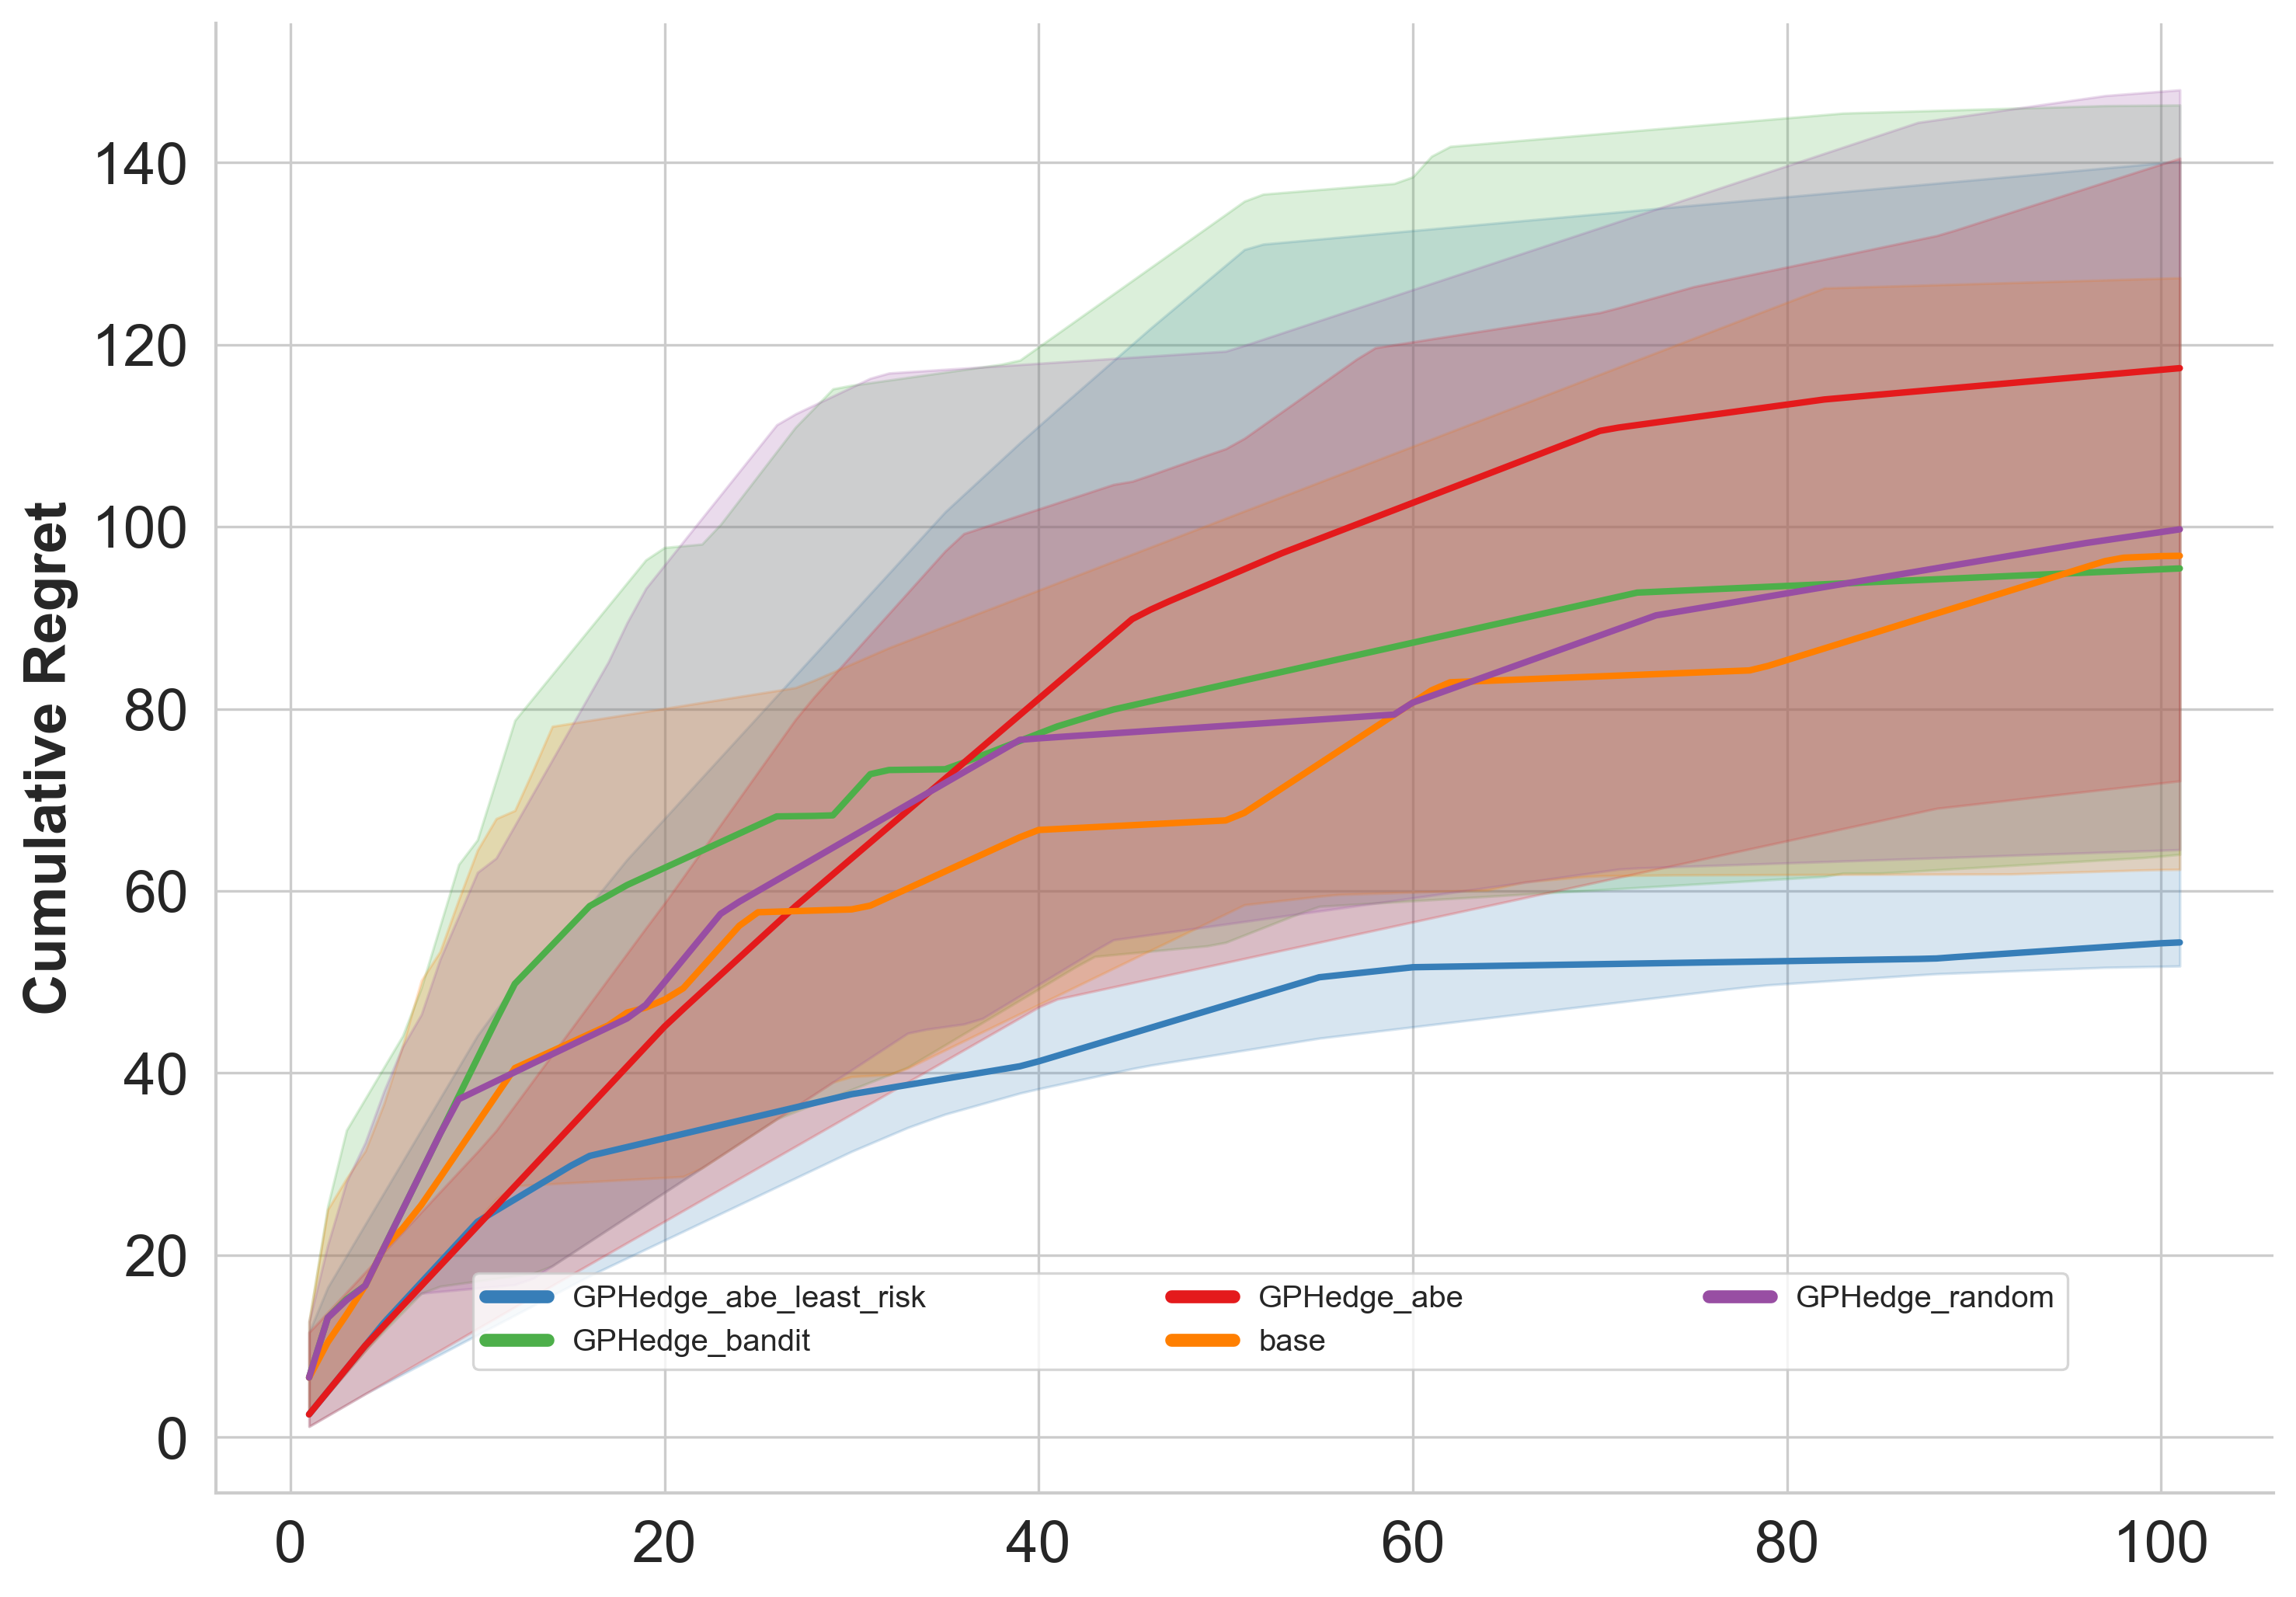 Cumulative Regret
140
120
100
80
60
40
20
0
0 20 40 60 80 100
GPHedge_abe_least_risk GPHedge_abe GPHedge_random
GPHedge_bandit base